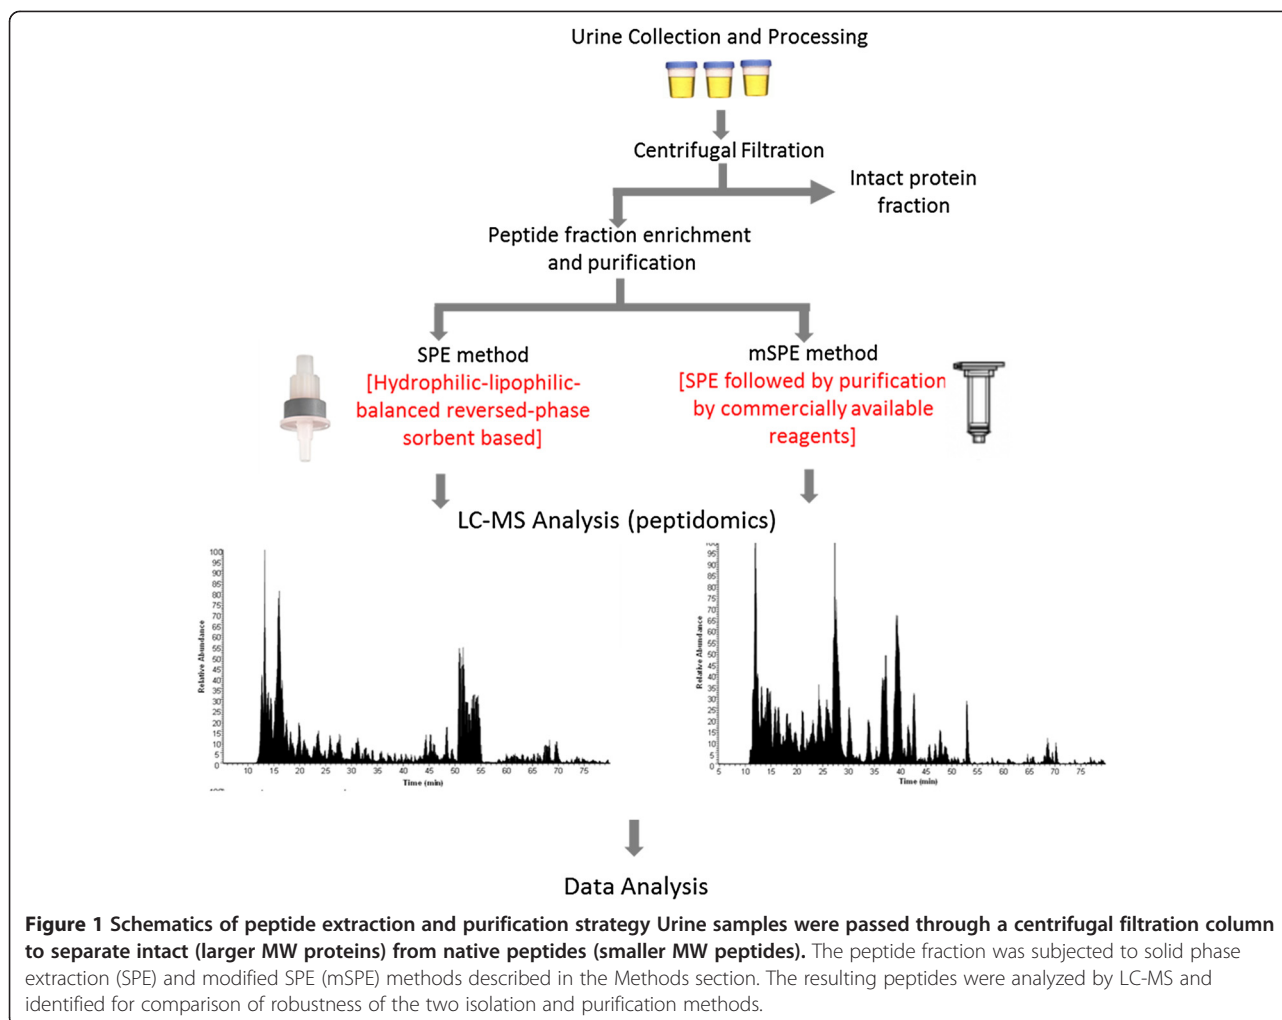 Urine Collection and Processing
Centrifugal Filtration
Intact protein
fraction
Peptide fraction enrichment
and purification
SPE method
[Hydrophilic-lipophilic-
balanced reversed-phase
sorbent based]
mSPE method
[SPE followed by purification
by commercially available
reagents]
LC-MS Analysis (peptidomics)
Relative Abundance
100
95
90
85
80
75
70
65
60
55
50
45
40
35
30
25
20
15
10
5
0
10 15 20 25 30 35 40 45 50 55 60 65 70 75
Time (min)
Relative Abundance
100
95
90
85
80
75
70
65
60
55
50
45
40
35
30
25
20
15
10
5
0
5 10 15 20 25 30 35 40 45 50 55 60 65 70 75
Time (min)
Data Analysis
Figure 1 Schematics of peptide extraction and purification strategy Urine samples were passed through a centrifugal filtration column
to separate intact (larger MW proteins) from native peptides (smaller MW peptides). The peptide fraction was subjected to solid phase
extraction (SPE) and modified SPE (mSPE) methods described in the Methods section. The resulting peptides were analyzed by LC-MS and
identified for comparison of robustness of the two isolation and purification methods.